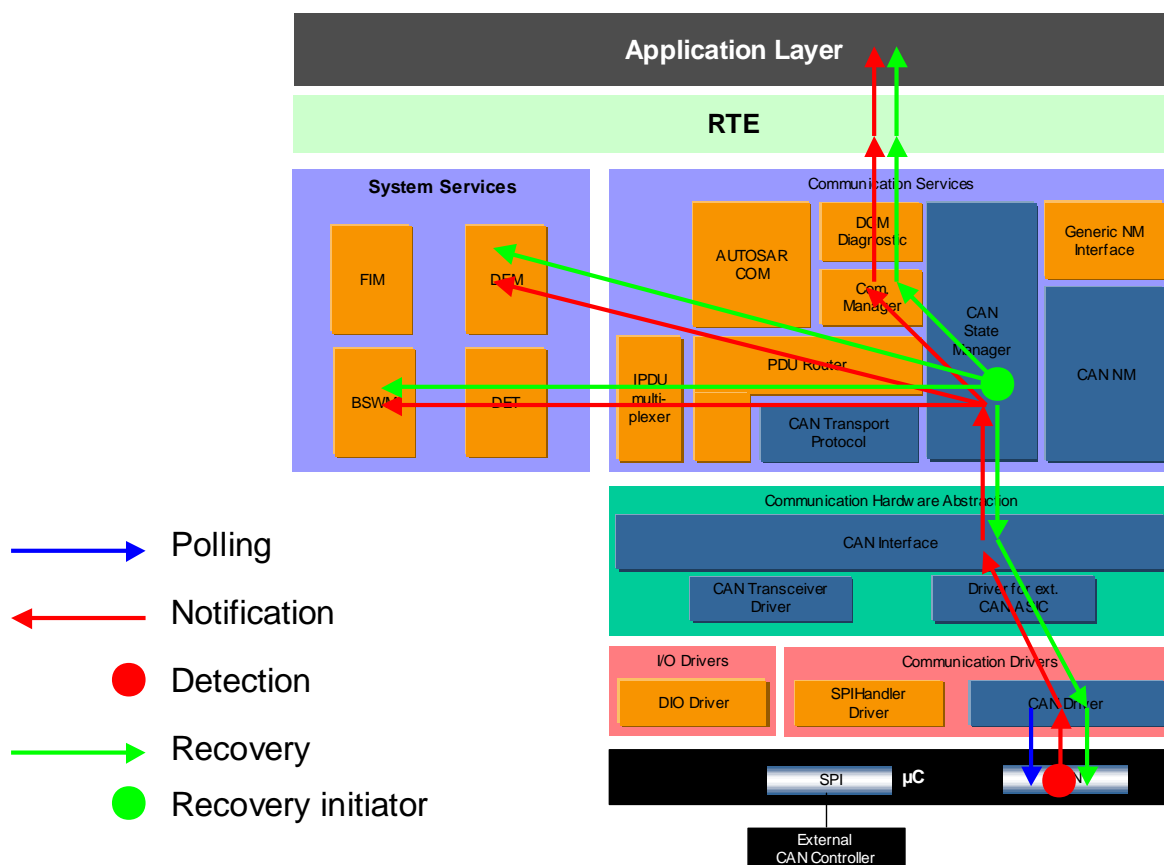 Application Layer
RTE
System Services
Communication Services
FIM
DEM
AUTOSAR
COM
DCM
Diagnostic
Com.
Manager
CAN
State
Manager
Generic NM
Interface
BSWM
DET
IPDU
multi-
plexer
PDU Router
CAN Transport
Protocol
CAN NM
Communication Hardware Abstraction
CAN Interface
CAN Transceiver
Driver
Driver for ext.
CAN ASIC
I/O Drivers
Communication Drivers
DIO Driver
SPIHandler
Driver
CAN Driver
SPI
µC
N
External
CAN Controller
Polling
Notification
Detection
Recovery
Recovery initiator